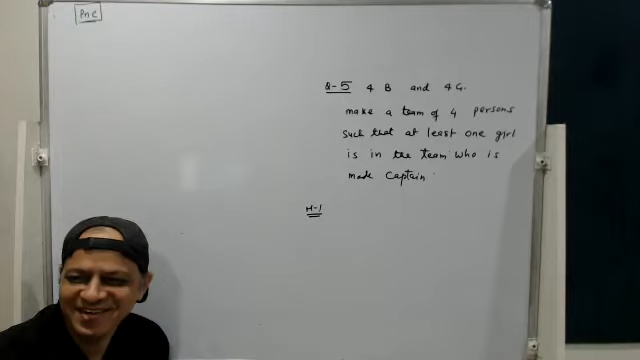 PnC
Q-5 4 B and 4 G.
make a team of 4 persons
such that at least one girl
is in the team who is
made Captain.
M-1